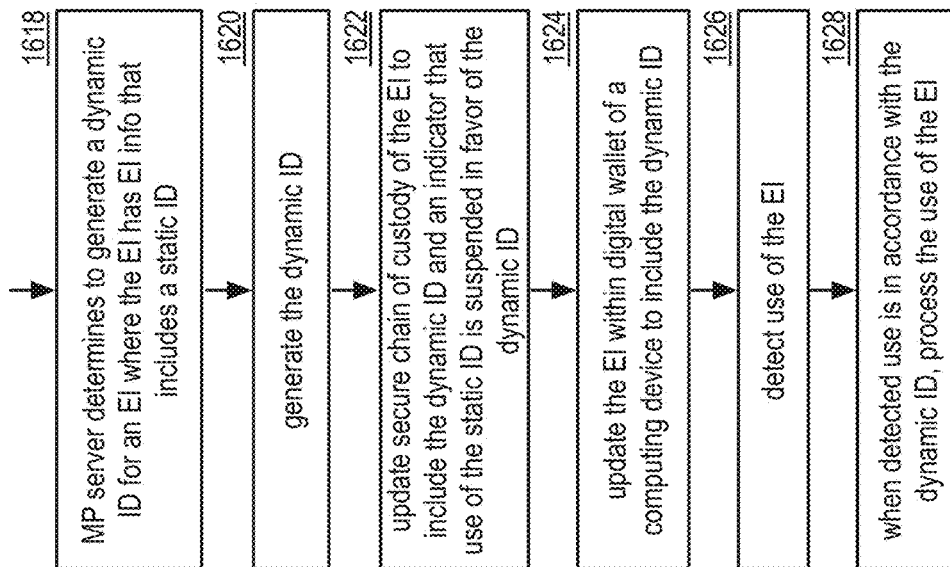 1618
MP server determines to generate a dynamic
ID for an EI where the EI has EI info that
includes a static ID
1620
generate the dynamic ID
1622
update secure chain of custody of the EI to
include the dynamic ID and an indicator that
use of the static ID is suspended in favor of the
dynamic ID
1624
update the EI within digital wallet of a
computing device to include the dynamic ID
1626
detect use of the EI
1628
when detected use is in accordance with the
dynamic ID, process the use of the EI